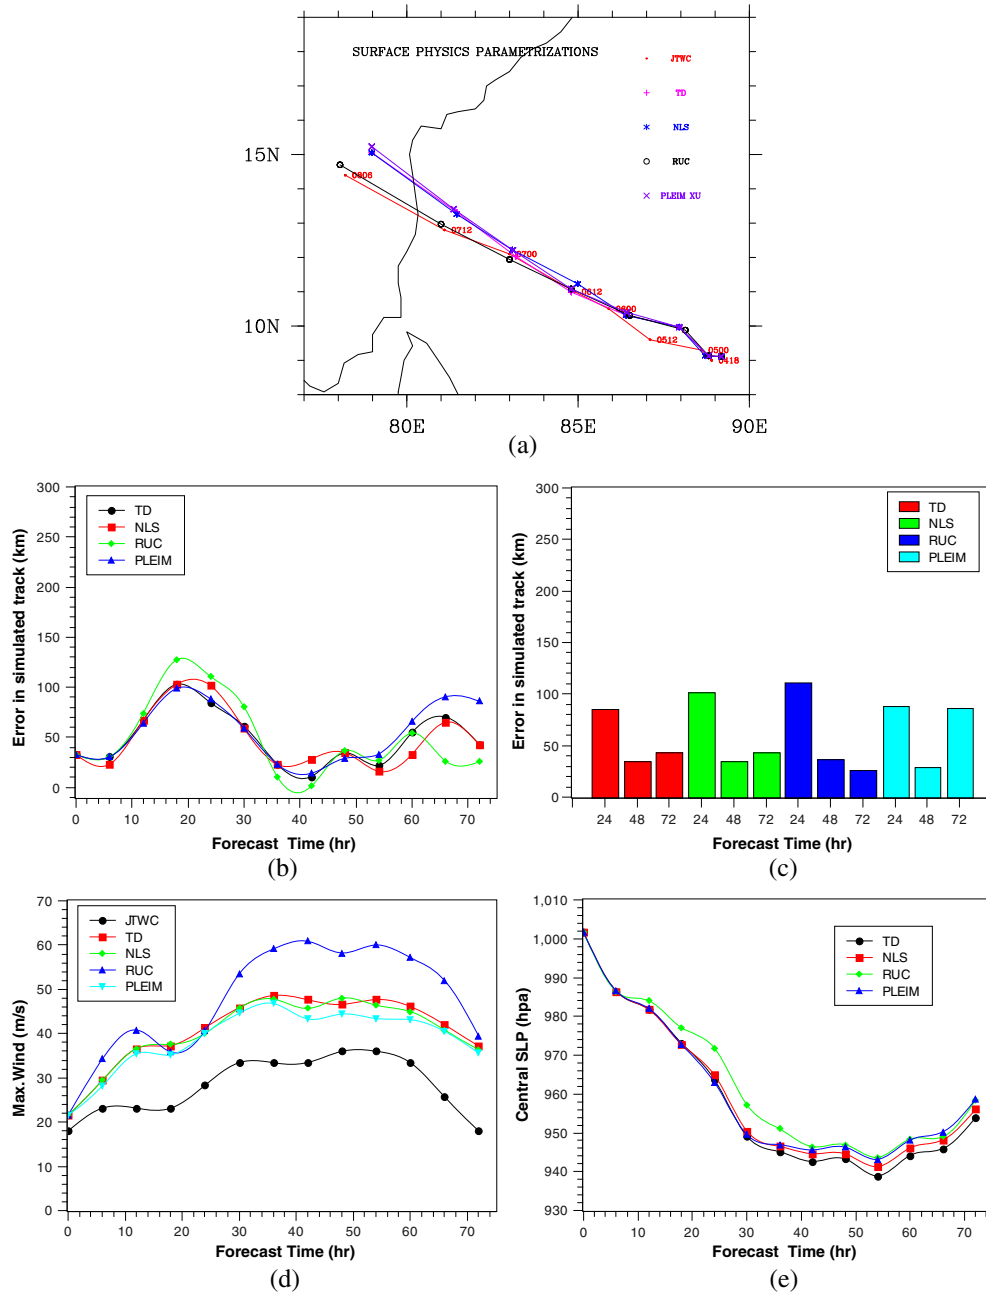 SURFACE PHYSICS PARAMETRIZATIONS
JTWC
TD
NLS
RUC
PLEIM XU
15N
10N
80E 85E 90E
0806
0712
0700
0612
0600
0512
0500
0418
(a)
Error in simulated track (km)
300
250
200
150
100
50
0
TD
NLS
RUC
PLEIM
0 10 20 30 40 50 60 70
Forecast Time (hr)
(b)
Error in simulated track (km)
300
250
200
150
100
50
0
TD
NLS
RUC
PLEIM
24 48 72 24 48 72 24 48 72 24 48 72
Forecast Time (hr)
(c)
Max.Wind (m/s)
70
60
50
40
30
20
10
0
JTWC
TD
NLS
RUC
PLEIM
0 10 20 30 40 50 60 70
Forecast Time (hr)
(d)
Central SLP (hpa)
1,010
1,000
990
980
970
960
950
940
930
TD
NLS
RUC
PLEIM
0 10 20 30 40 50 60 70
Forecast Time (hr)
(e)